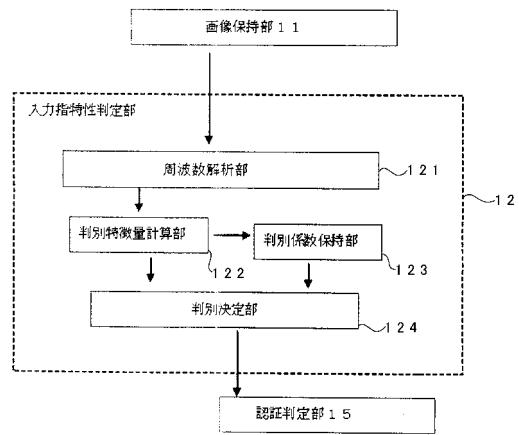 画像保持部１１
入力指特性判定部
周波数解析部
１２１
１２
判別特徴量計算部
判別係数保持部
１２２
１２３
判別決定部
１２４
認証判定部１５